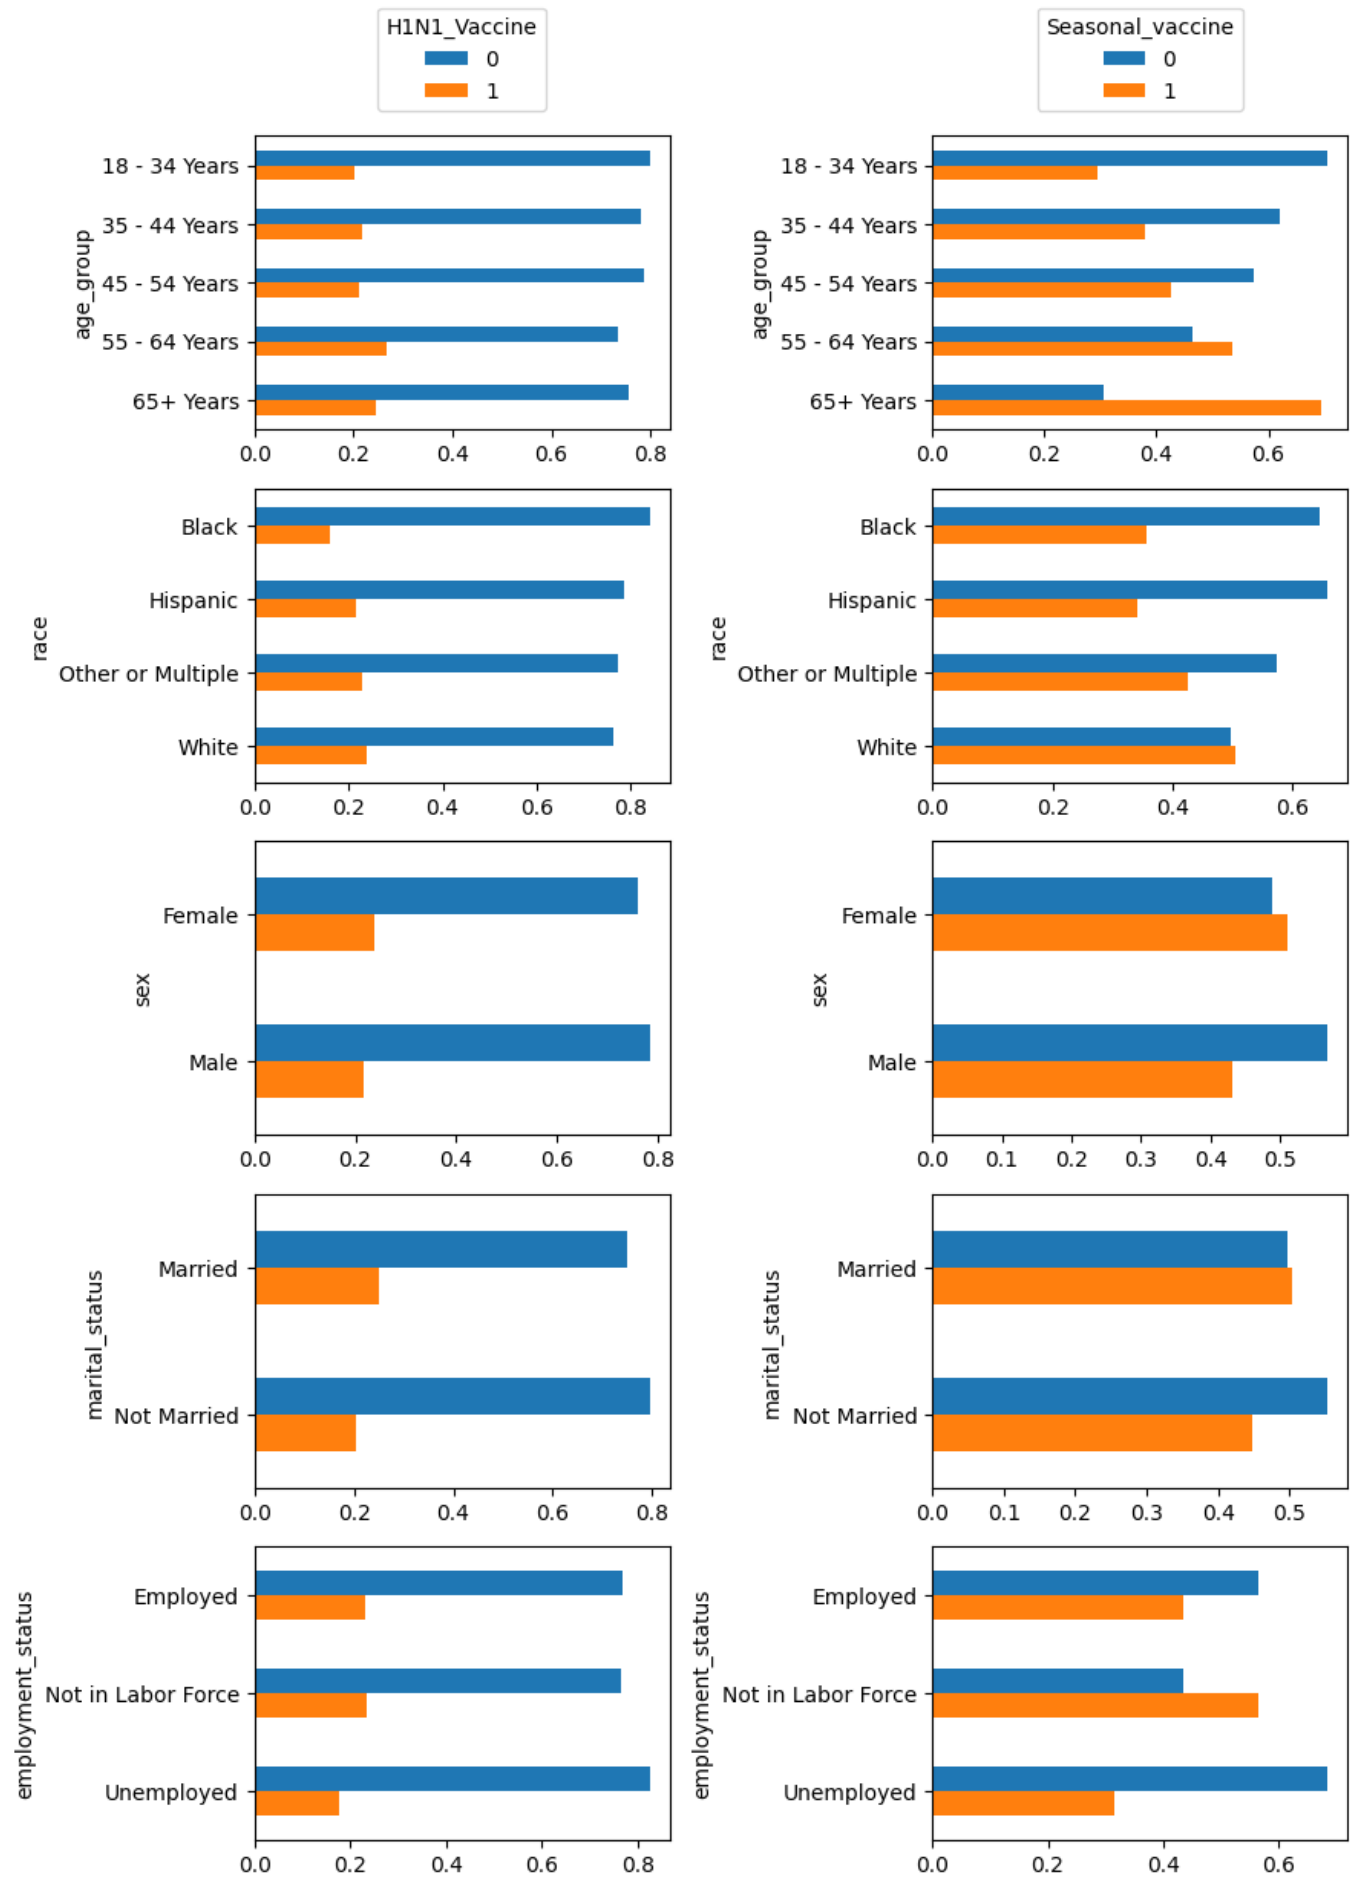 H1N1_Vaccine
0
1
Seasonal_vaccine
0
1
age_group
18 - 34 Years
35 - 44 Years
45 - 54 Years
55 - 64 Years
65+ Years
0.0 0.2 0.4 0.6 0.8
age_group
18 - 34 Years
35 - 44 Years
45 - 54 Years
55 - 64 Years
65+ Years
0.0 0.2 0.4 0.6
race
Black
Hispanic
Other or Multiple
White
0.0 0.2 0.4 0.6 0.8
race
Black
Hispanic
Other or Multiple
White
0.0 0.2 0.4 0.6
sex
Female
Male
0.0 0.2 0.4 0.6 0.8
sex
Female
Male
0.0 0.1 0.2 0.3 0.4 0.5
marital_status
Married
Not Married
0.0 0.2 0.4 0.6 0.8
marital_status
Married
Not Married
0.0 0.1 0.2 0.3 0.4 0.5
employment_status
Employed
Not in Labor Force
Unemployed
0.0 0.2 0.4 0.6 0.8
employment_status
Employed
Not in Labor Force
Unemployed
0.0 0.2 0.4 0.6